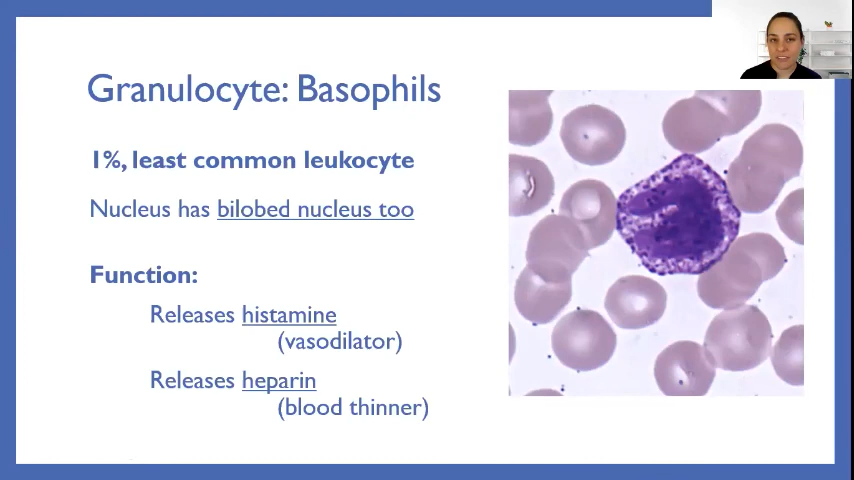 Granulocyte: Basophils
1%, least common leukocyte
Nucleus has bilobed nucleus too
Function:
Releases histamine
(vasodilator)
Releases heparin
(blood thinner)